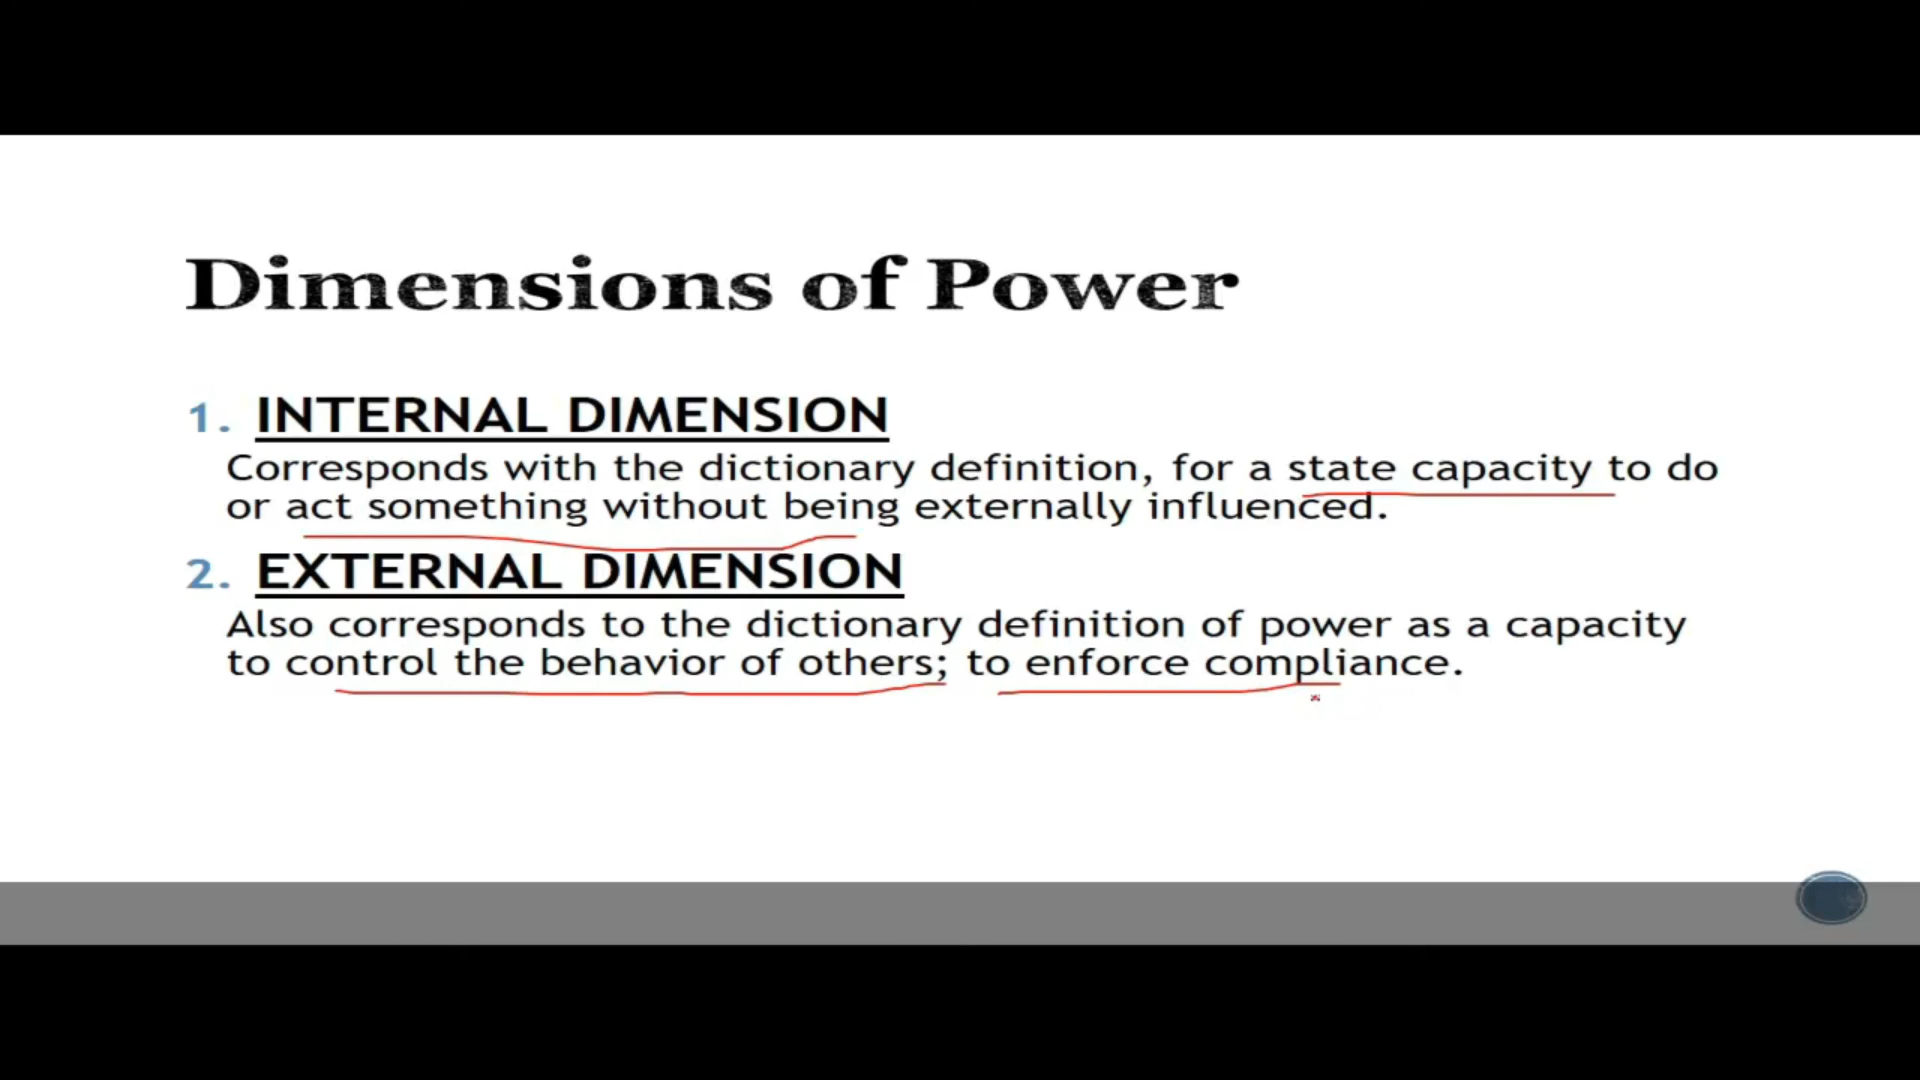 Dimensions of Power
1. INTERNAL DIMENSION
Corresponds with the dictionary definition, for a state capacity to do
or act something without being externally influenced.
2. EXTERNAL DIMENSION
Also corresponds to the dictionary definition of power as a capacity
to control the behavior of others; to enforce compliance.